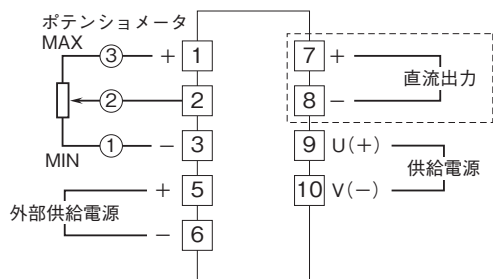 ポテンショメータ
MAX
③ + 1
② 2
① − 3
MIN
+ 5
外部供給電源
− 6
7 +
直流出力
8 −
9 U(+)
供給電源
10 V(−)